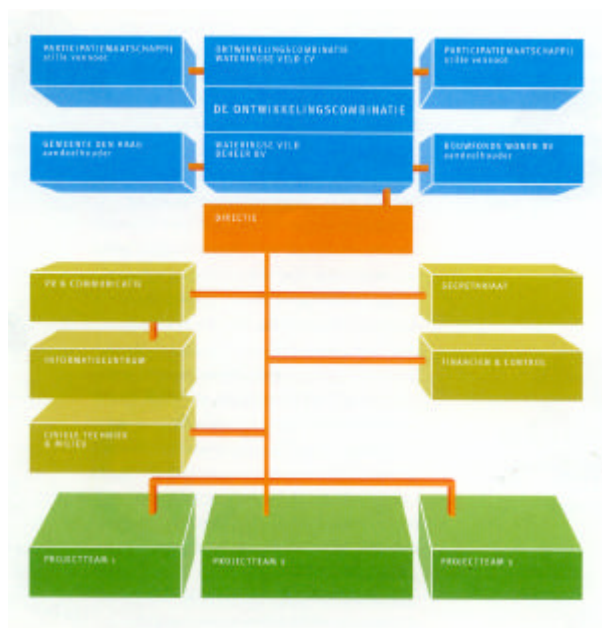 PARTICIPATIEMAATSCHAPPIJ
stille vennoot
ONTWIKKELINGSCOMBINATIE
WATERINGSE VELD CV
PARTICIPATIEMAATSCHAPPIJ
stille vennoot
DE ONTWIKKELINGSCOMBINATIE
GEMEENTE DEN HAAG
aandeelhouder
WATERINGSE VELD
BEHEER BV
BOUWFONDS WONEN BV
aandeelhouder
DIRECTIE
& COMMUNICATIE
SECRETARIAAT
INFORMATIECENTRUM
FINANCIEN & CONTROL
CIVIELE TECHNIEK
& MILIEU
PROJECTTEAM 1
PROJECTTEAM 2
PROJECTTEAM 3